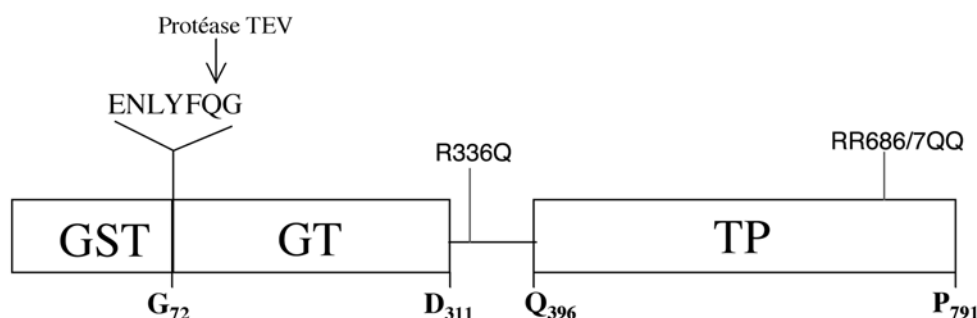 Protéase TEV
ENLYFQG
R336Q
RR686/7QQ
GST GT TP
G72 D311 Q396 P791